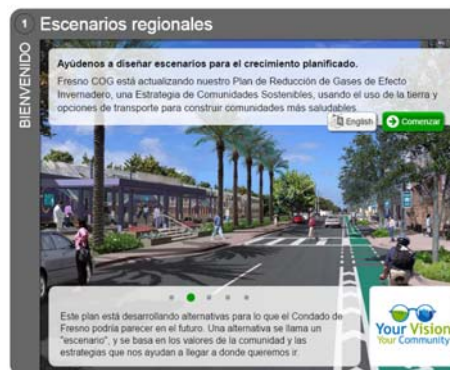 1 Escenarios regionales
BIENVENIDO
Ayúdenos a diseñar escenarios para el crecimiento planificado.
Fresno COG está actualizando nuestro Plan de Reducción de Gases de Efecto
Invernadero, una Estrategia de Comunidades Sostenibles, usando el uso de la tierra y
opciones de transporte para construir comunidades más saludables.
English
Comenzar
Este plan está desarrollando alternativas para lo que el Condado de
Fresno podría parecer en el futuro. Una alternativa se llama un
"escenario", y se basa en los valores de la comunidad y las
estrategias que nos ayudan a llegar a donde queremos ir.
Your Vision
Your Community